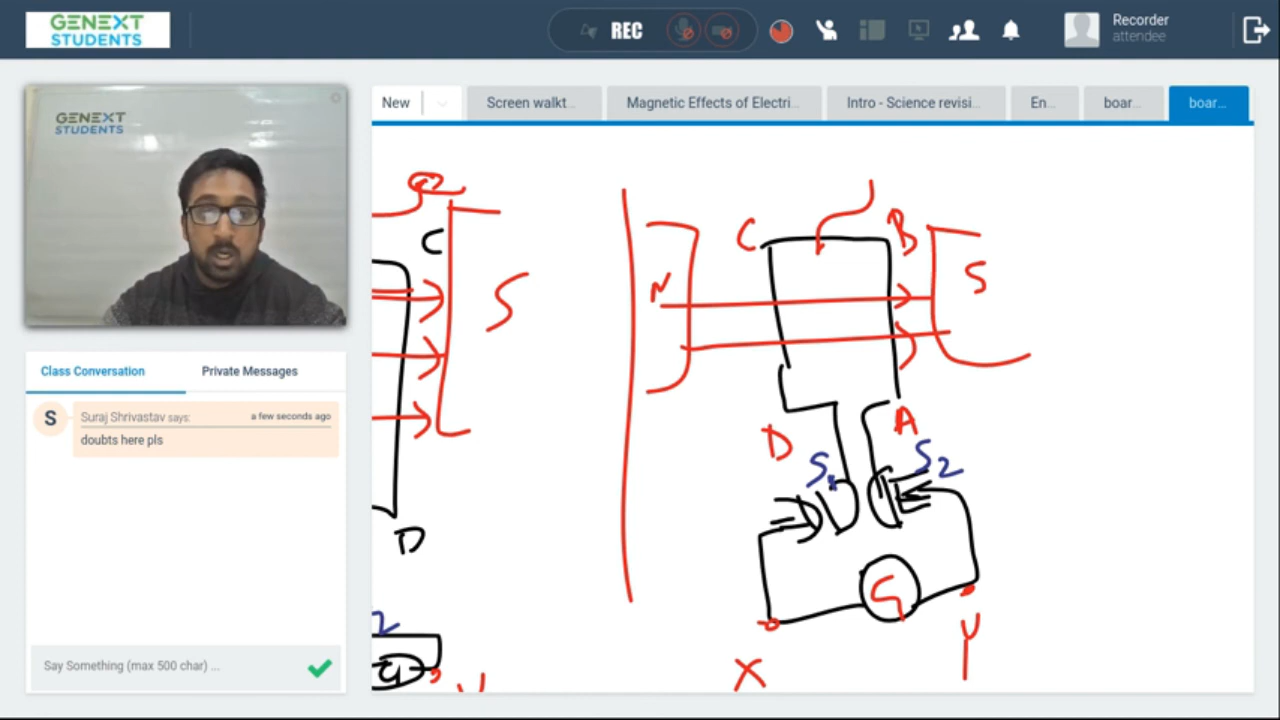 GENEXT
STUDENTS
REC
Recorder
attendee
GENEXT
STUDENTS
New
Screen walkt...
Magnetic Effects of Electri...
Intro - Science revisi...
En...
boar...
boar...
Class Conversation
Private Messages
S
Suraj Shrivastav says:
a few seconds ago
doubts here pls
Say Something (max 500 char) ...
C
S
D
2
G
N
C
B
S
D
A
S1
S2
G
X
Y